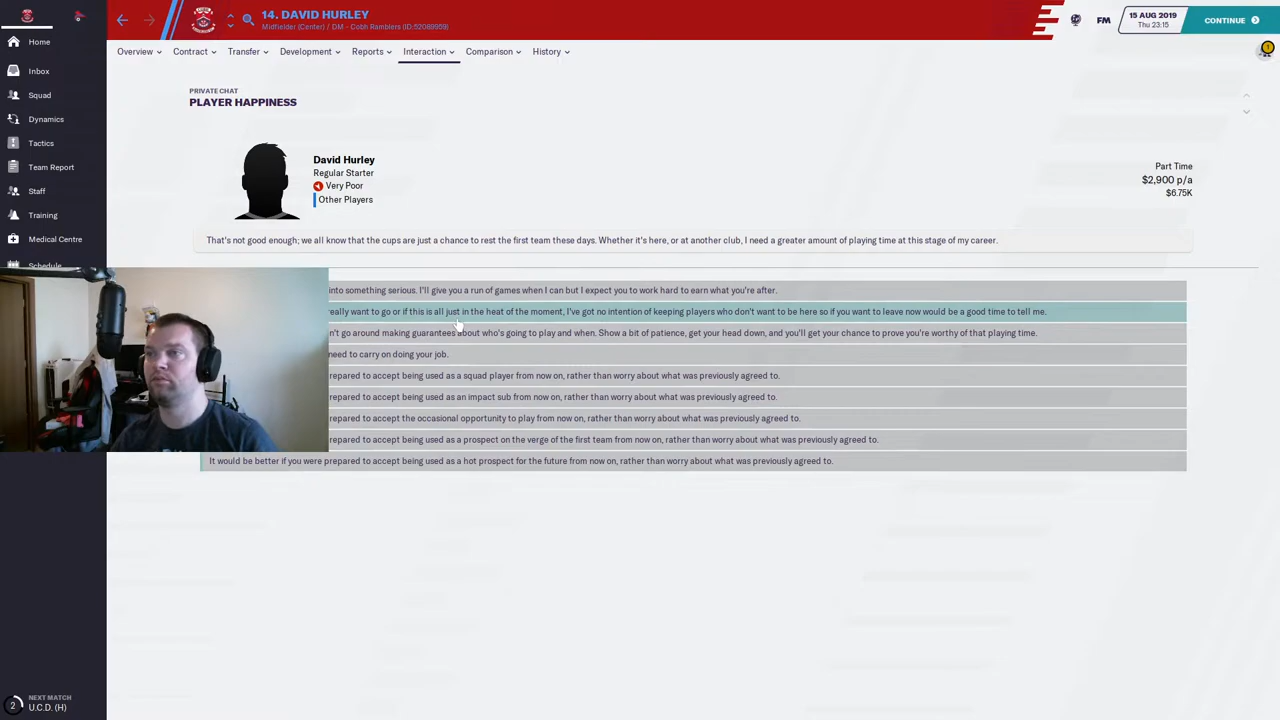 14. DAVID HURLEY
Midfielder (Center) / DM - Cobh Ramblers (ID:52089959)
FM
15 AUG 2019
Thu 23:15
CONTINUE
Home
Inbox
Squad
Dynamics
Tactics
Team Report
Staff
Training
Medical Centre
Schedule
Overview
Contract
Transfer
Development
Reports
Interaction
Comparison
History
PRIVATE CHAT
PLAYER HAPPINESS
David Hurley
Regular Starter
Very Poor
Other Players
Part Time
$2,900 p/a
$6.75K
That's not good enough; we all know that the cups are just a chance to rest the first team these days. Whether it's here, or at another club, I need a greater amount of playing time at this stage of my career.
into something serious. I'll give you a run of games when I can but I expect you to work hard to earn what you're after.
really want to go or if this is all just in the heat of the moment, I've got no intention of keeping players who don't want to be here so if you want to leave now would be a good time to tell me.
n't go around making guarantees about who's going to play and when. Show a bit of patience, get your head down, and you'll get your chance to prove you're worthy of that playing time.
need to carry on doing your job.
repared to accept being used as a squad player from now on, rather than worry about what was previously agreed to.
repared to accept being used as an impact sub from now on, rather than worry about what was previously agreed to.
repared to accept the occasional opportunity to play from now on, rather than worry about what was previously agreed to.
repared to accept being used as a prospect on the verge of the first team from now on, rather than worry about what was previously agreed to.
It would be better if you were prepared to accept being used as a hot prospect for the future from now on, rather than worry about what was previously agreed to.
2
NEXT MATCH
U.C.D. (H)